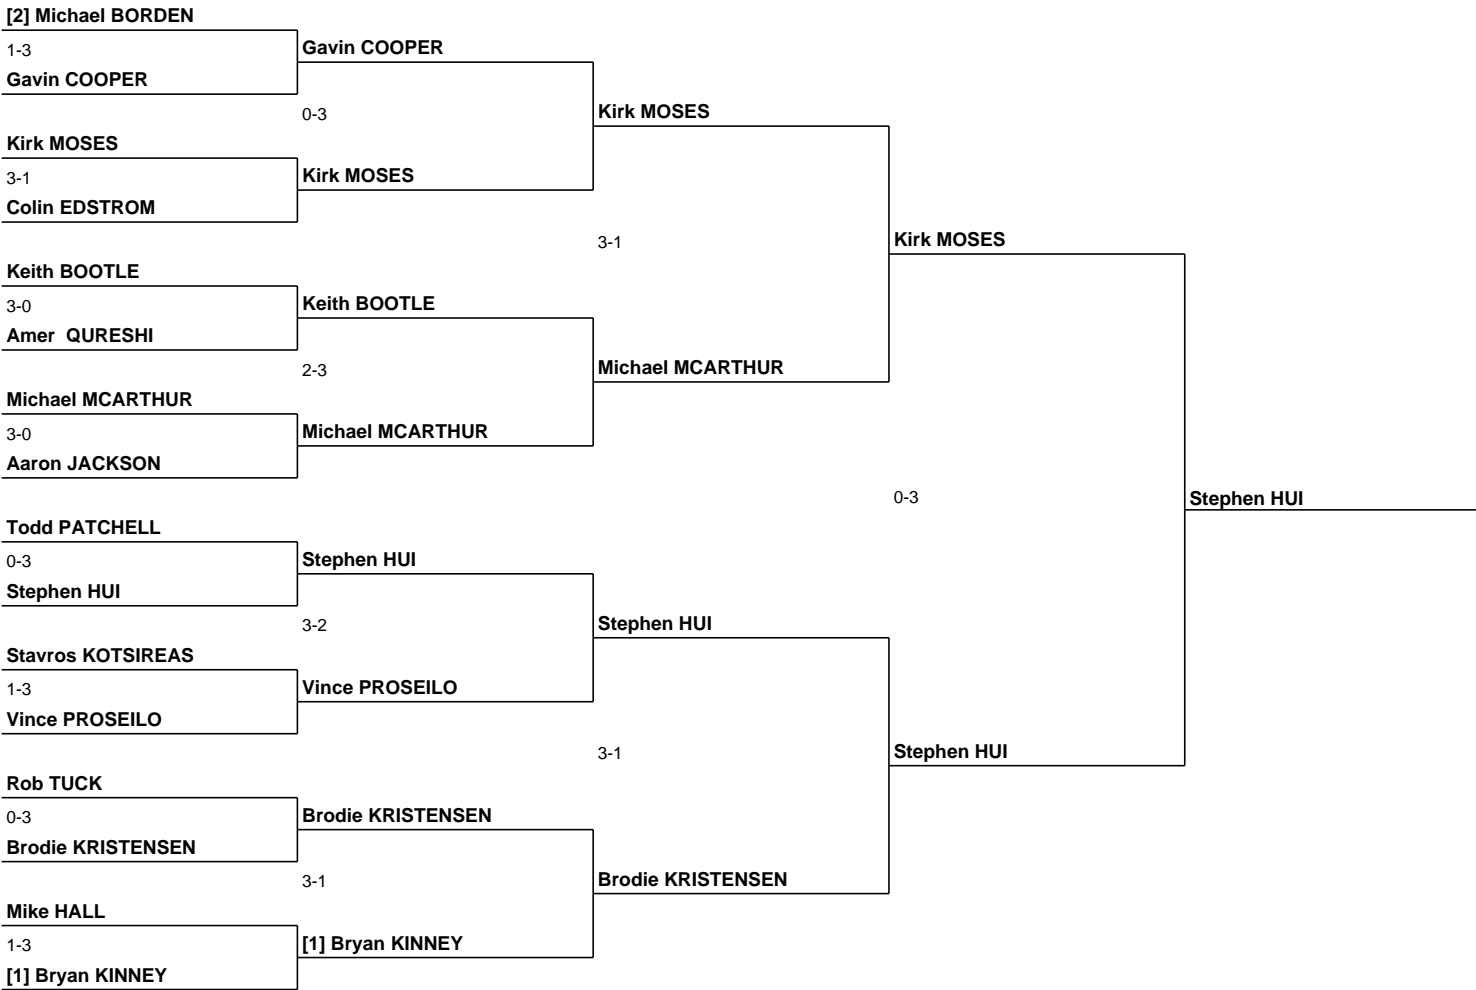 [2] Michael BORDEN
1-3
Gavin COOPER
Kirk MOSES
3-1
Colin EDSTROM
Keith BOOTLE
3-0
Amer  QURESHI
Michael MCARTHUR
3-0
Aaron JACKSON
Todd PATCHELL
0-3
Stephen HUI
Stavros KOTSIREAS
1-3
Vince PROSEILO
Rob TUCK
0-3
Brodie KRISTENSEN
Mike HALL
1-3
[1] Bryan KINNEY
Gavin COOPER
0-3
Kirk MOSES
Keith BOOTLE
2-3
Michael MCARTHUR
Stephen HUI
3-2
Vince PROSEILO
Brodie KRISTENSEN
3-1
[1] Bryan KINNEY
Kirk MOSES
3-1
Michael MCARTHUR
Stephen HUI
3-1
Brodie KRISTENSEN
Kirk MOSES
0-3
Stephen HUI
Stephen HUI